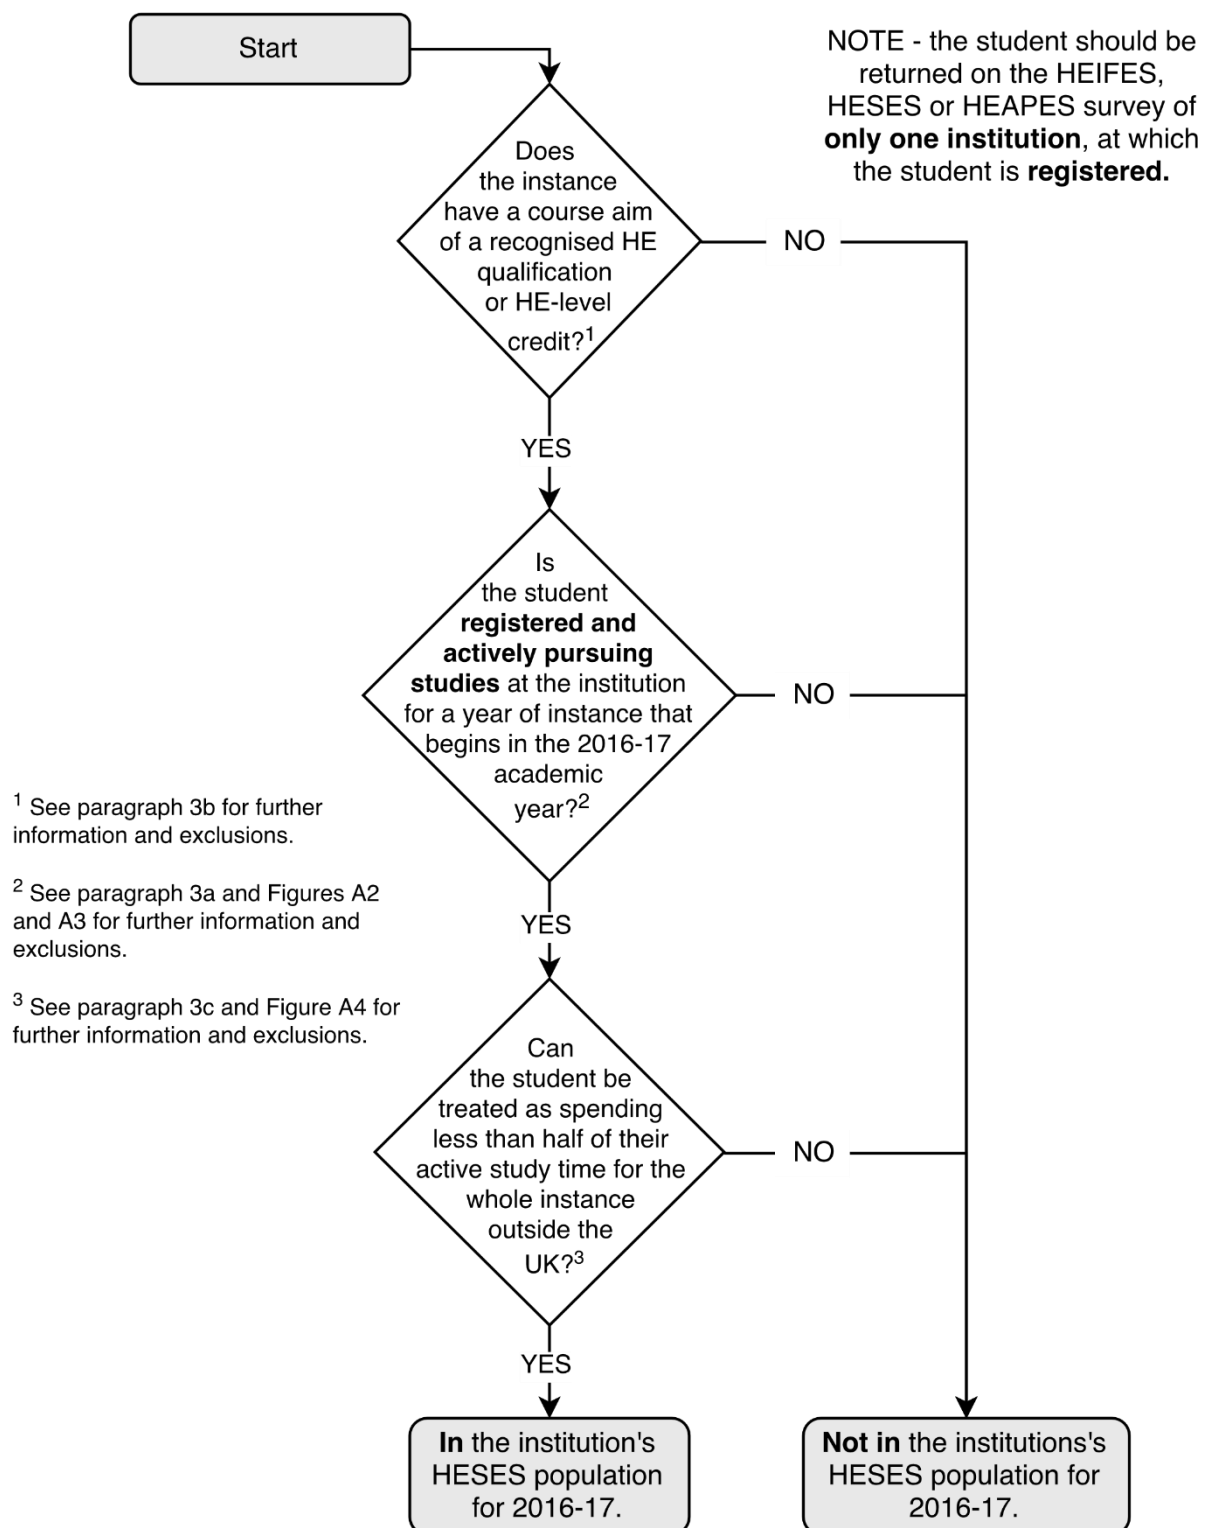 Start
NOTE - the student should be
returned on the HEIFES,
HESES or HEAPES survey of
only one institution, at which
the student is registered.
Does
the instance
have a course aim
of a recognised HE
qualification
or HE-level
credit?1
NO
YES
Is
the student
registered and
actively pursuing
studies at the institution
for a year of instance that
begins in the 2016-17
academic
year?2
NO
1 See paragraph 3b for further
information and exclusions.
2 See paragraph 3a and Figures A2
and A3 for further information and
exclusions.
3 See paragraph 3c and Figure A4 for
further information and exclusions.
YES
Can
the student be
treated as spending
less than half of their
active study time for the
whole instance
outside the
UK?3
NO
YES
In the institution's
HESES population
for 2016-17.
Not in the institutions's
HESES population for
2016-17.